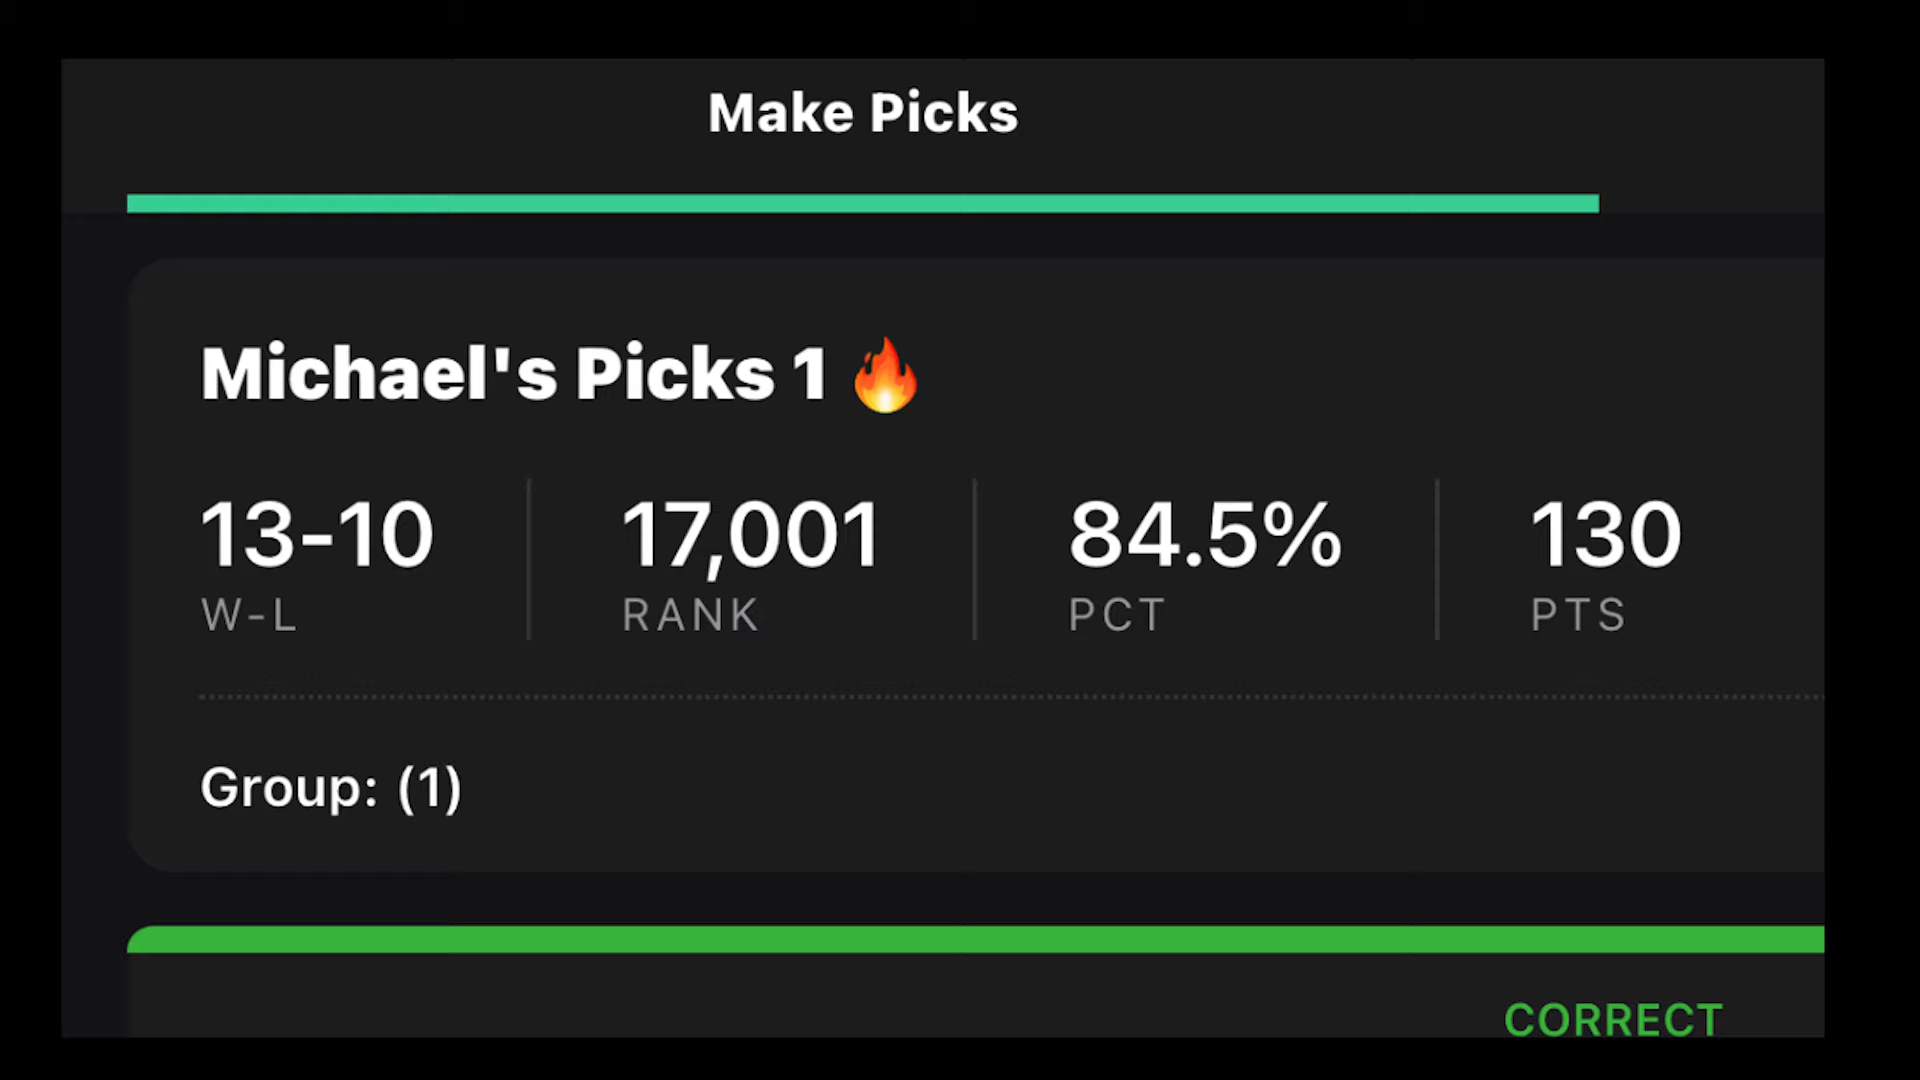 Make Picks
Michael's Picks 1 🔥
13-10 17,001 84.5% 130
W-L RANK PCT PTS
Group: (1)
CORRECT